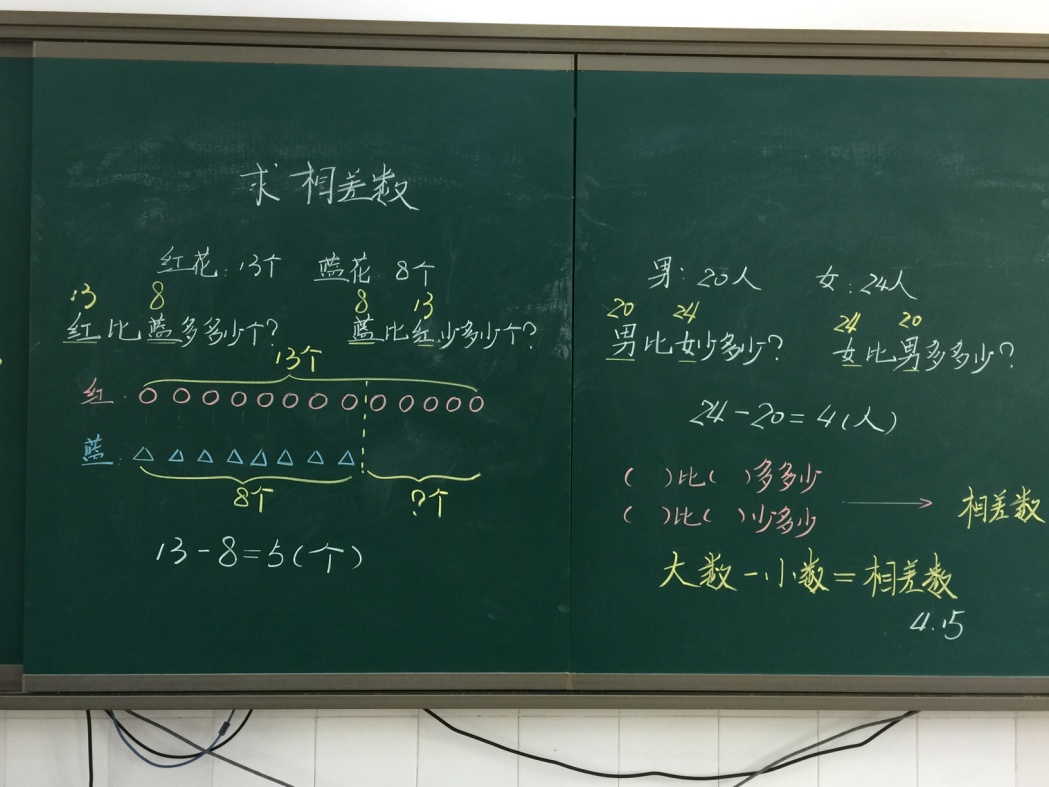 求相差数
红花:13个 蓝花 8个
13 8
红比蓝多多少个?
8 13
蓝比红少多少个?
13个
红:
蓝:
8个
?个
13-8=5(个)
男:20人 女:24人
20 24
男比女少多少?
24 20
女比男多多少?
24-20=4(人)
( )比( )多多少
( )比( )少多少
相差数
大数-小数=相差数
4.15